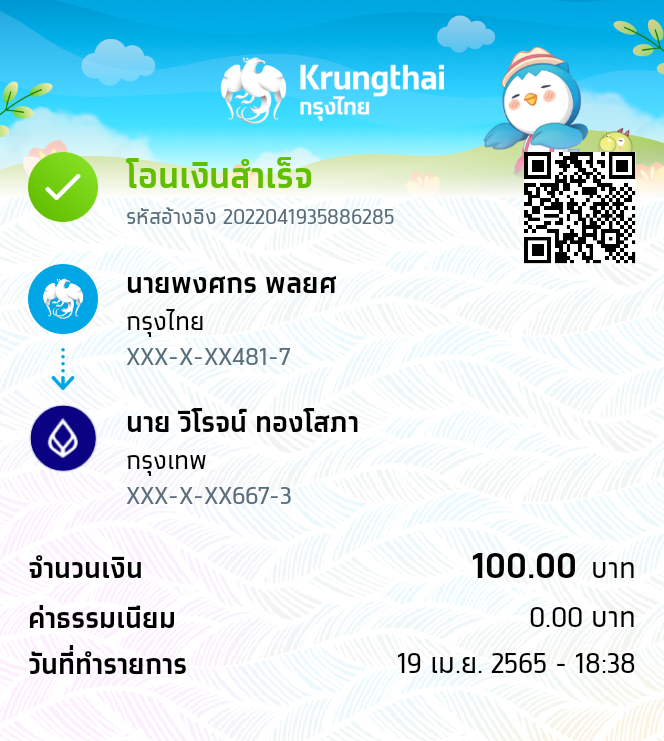 Krungthai
กรุงไทย
โอนเงินสำเร็จ
รหัสอ้างอิง 2022041935886285
นายพงศกร พลยศ
กรุงไทย
XXX-X-XX481-7
นาย วิโรจน์ ทองโสภา
กรุงเทพ
XXX-X-XX667-3
จำนวนเงิน 100.00 บาท
ค่าธรรมเนียม 0.00 บาท
วันที่ทำรายการ 19 เม.ย. 2565 - 18:38